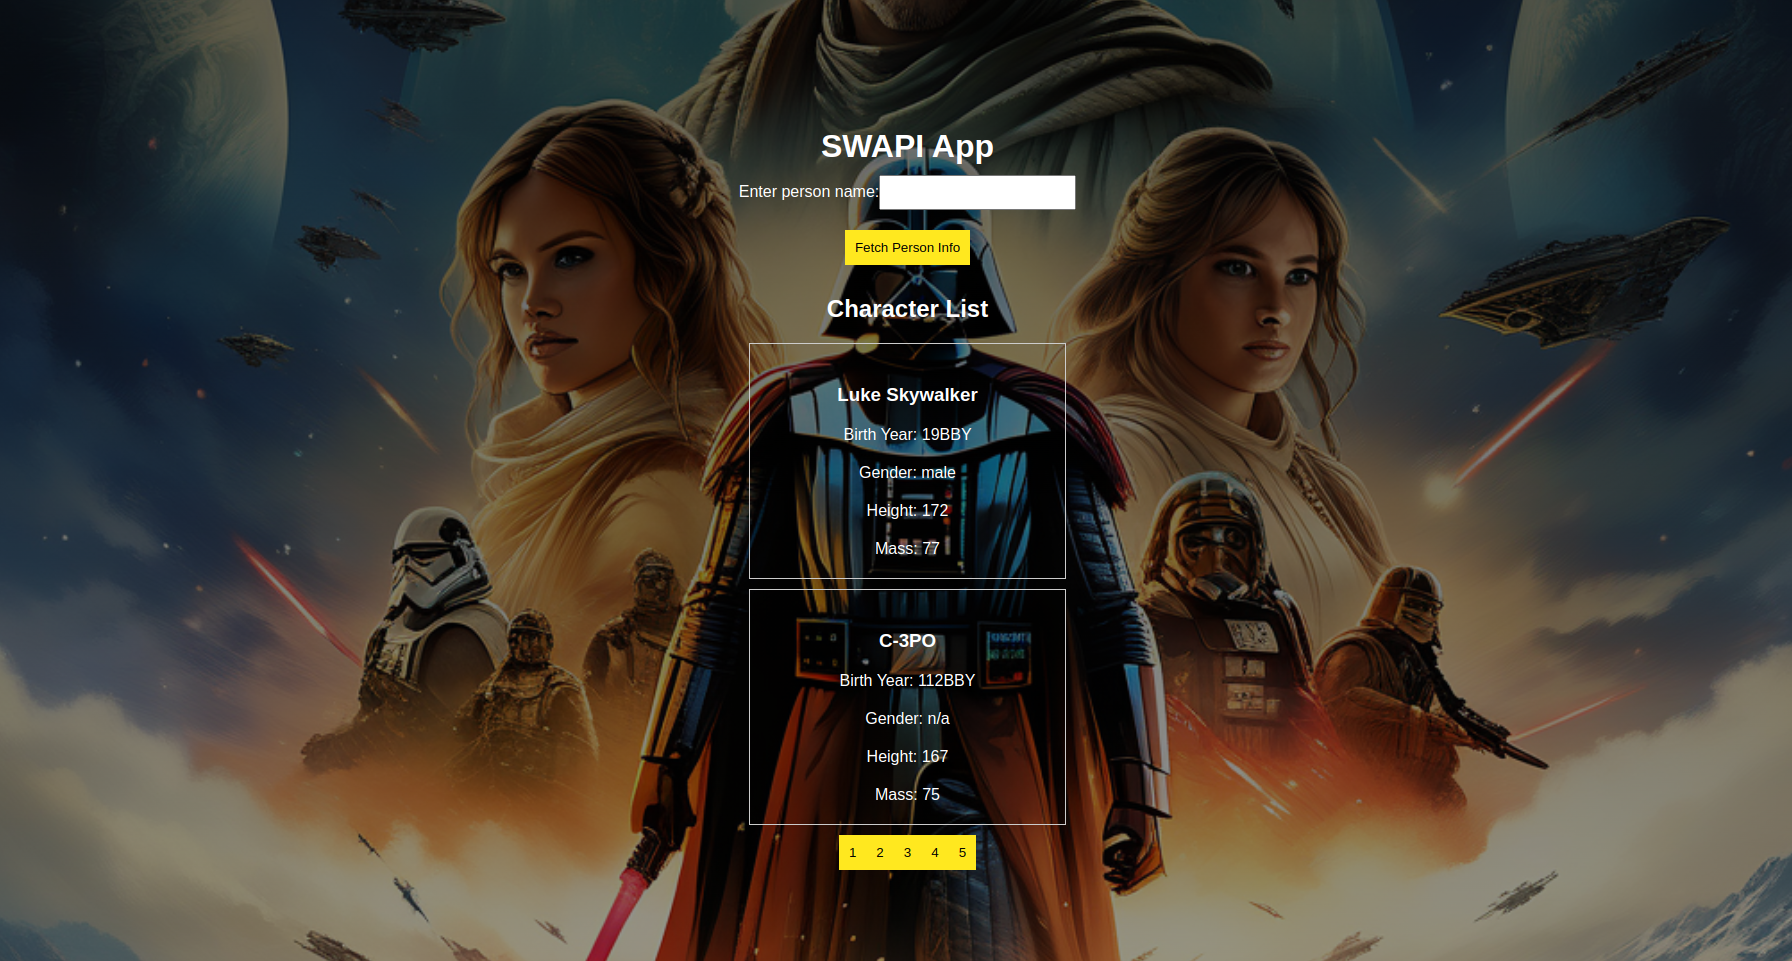 SWAPI App
Enter person name:
Fetch Person Info
Character List
Luke Skywalker
Birth Year: 19BBY
Gender: male
Height: 172
Mass: 77
C-3PO
Birth Year: 112BBY
Gender: n/a
Height: 167
Mass: 75
1 2 3 4 5